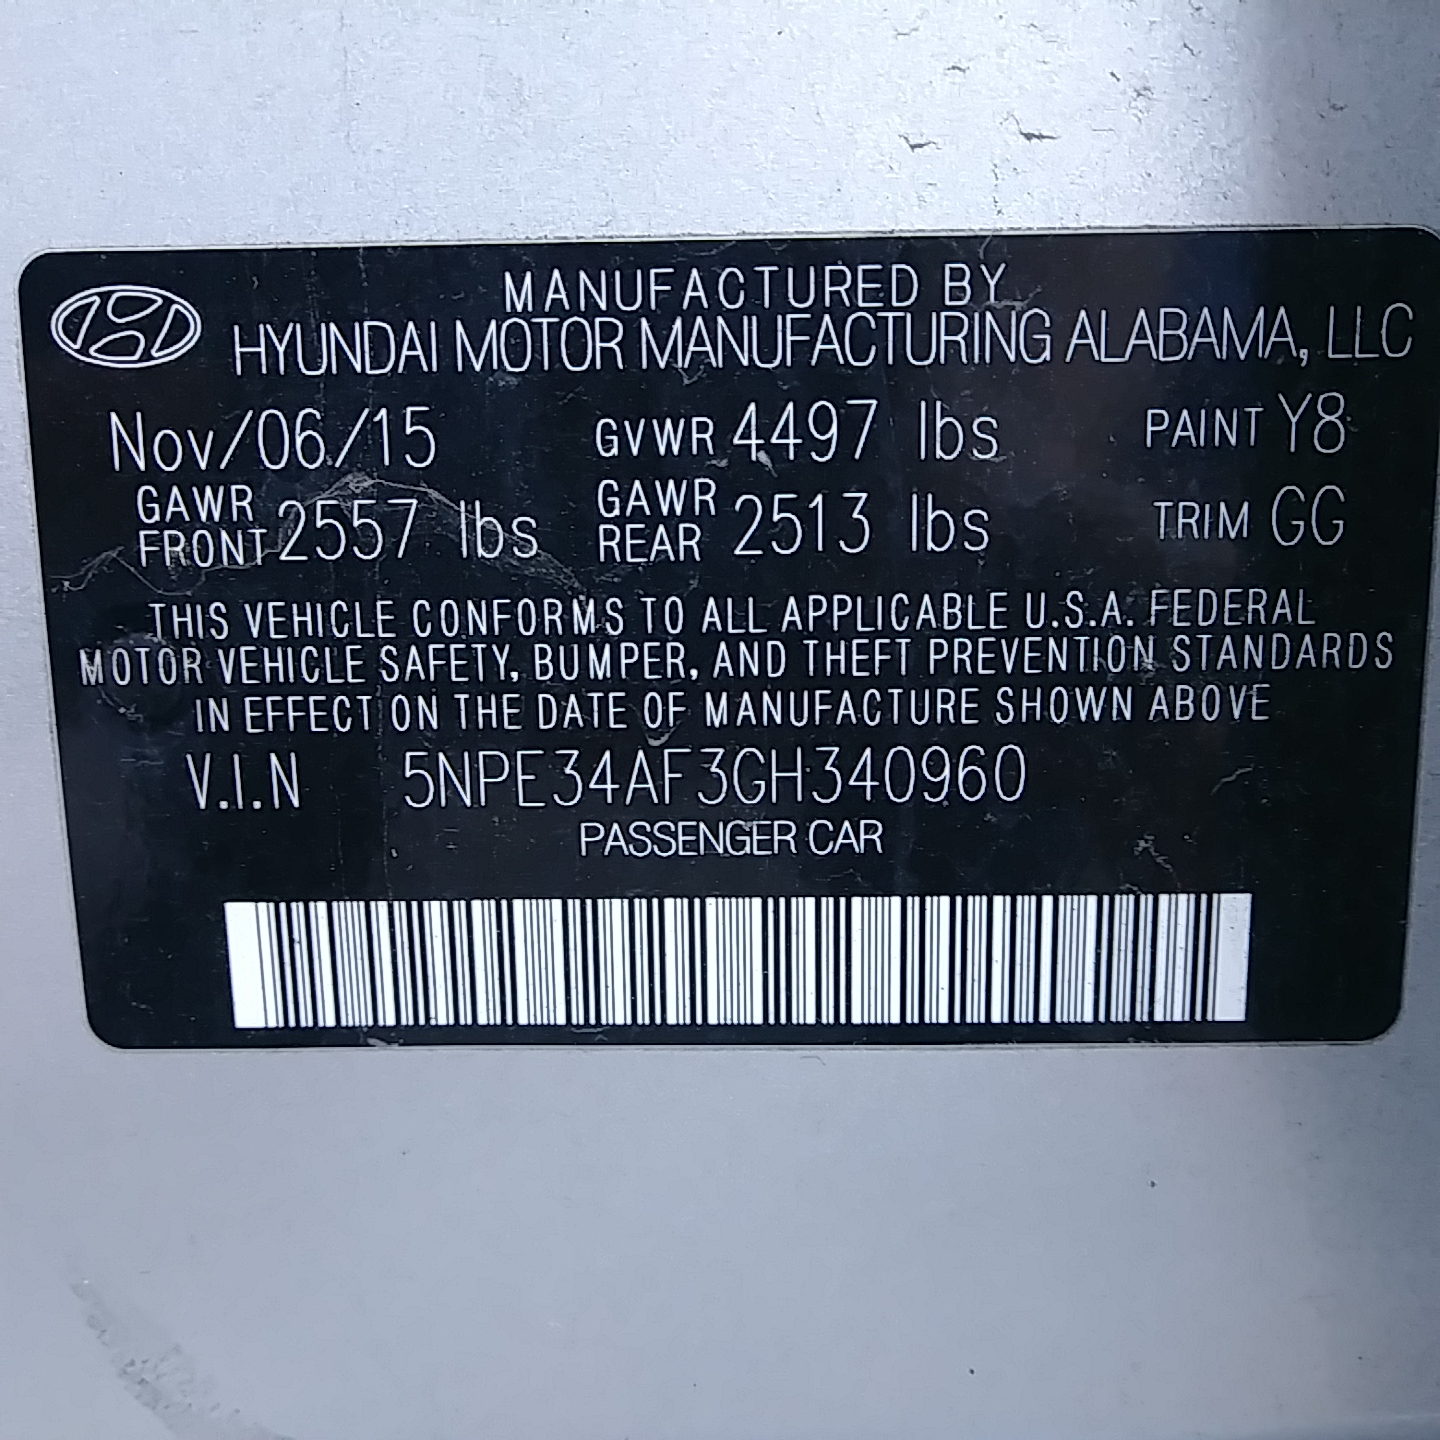 MANUFACTURED BY
HYUNDAI MOTOR MANUFACTURING ALABAMA, LLC
Nov/06/15 GVWR 4497 lbs PAINT Y8
GAWR FRONT 2557 lbs GAWR REAR 2513 lbs TRIM GG
THIS VEHICLE CONFORMS TO ALL APPLICABLE U.S.A. FEDERAL
MOTOR VEHICLE SAFETY, BUMPER, AND THEFT PREVENTION STANDARDS
IN EFFECT ON THE DATE OF MANUFACTURE SHOWN ABOVE
V.I.N 5NPE34AF3GH340960
PASSENGER CAR